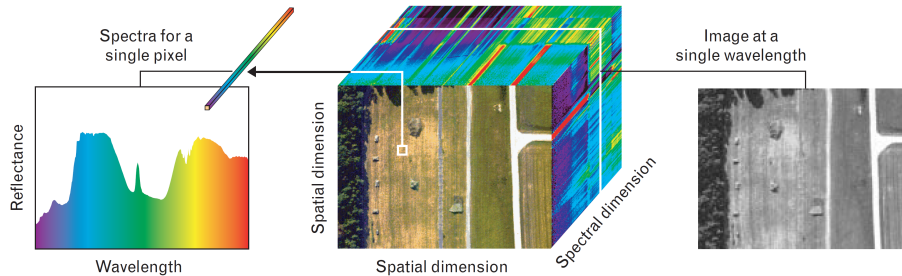 Spectra for a
single pixel
Reflectance
Wavelength
Spatial dimension
Spatial dimension
Spectral dimension
Image at a
single wavelength